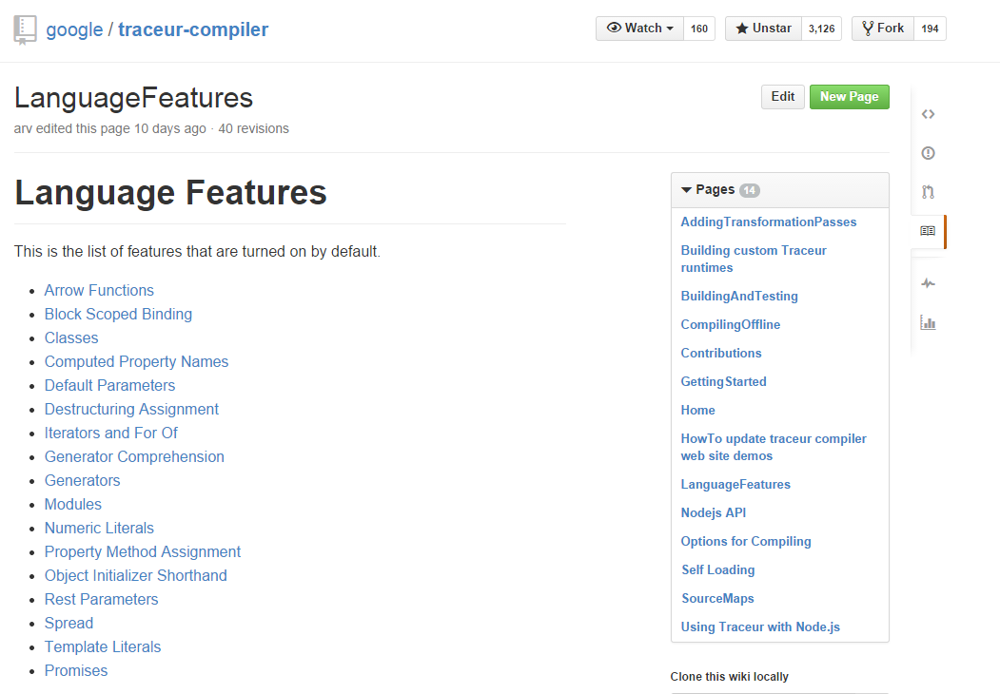 google / traceur-compiler
Watch 160
Unstar 3,126
Fork 194
LanguageFeatures
Edit
New Page
arv edited this page 10 days ago · 40 revisions
Language Features
This is the list of features that are turned on by default.
Arrow Functions
Block Scoped Binding
Classes
Computed Property Names
Default Parameters
Destructuring Assignment
Iterators and For Of
Generator Comprehension
Generators
Modules
Numeric Literals
Property Method Assignment
Object Initializer Shorthand
Rest Parameters
Spread
Template Literals
Promises
Pages 14
AddingTransformationPasses
Building custom Traceur
runtimes
BuildingAndTesting
CompilingOffline
Contributions
GettingStarted
Home
HowTo update traceur compiler
web site demos
LanguageFeatures
Nodejs API
Options for Compiling
Self Loading
SourceMaps
Using Traceur with Node.js
Clone this wiki locally